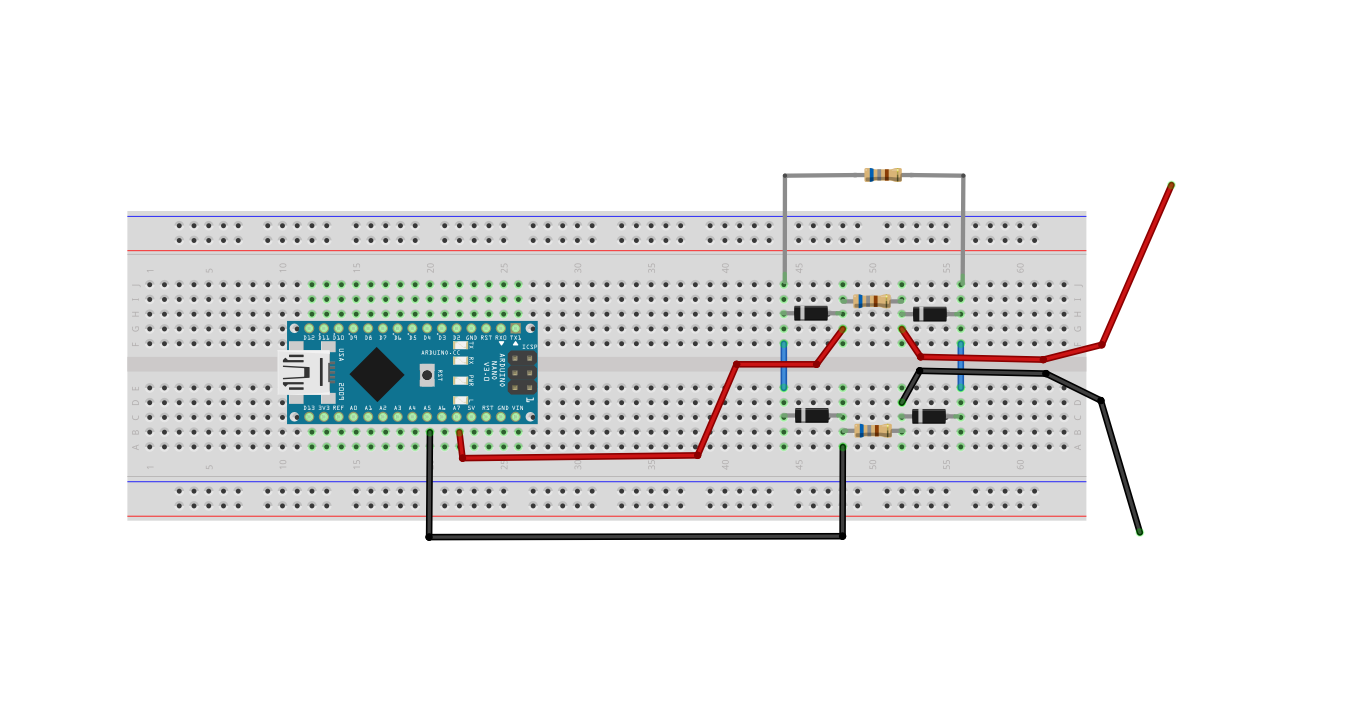 1 5 10 15 20 25 30 35 40 45 50 55 60
J J
I I
H H
G G
F F
D12 D11 D10 D9 D8 D7 D6 D5 D4 D3 D2 GND RST RX0 TX1
USA
TX
RX
PWR
L
ARDUINO.CC
RST
ARDUINO
NANO
V3.0
ICSP
1
2009
D13 3V3 REF A0 A1 A2 A3 A4 A5 A6 A7 5V RST GND VIN
E E
D D
C C
B B
A A
1 5 10 15 25 30 35 40 45 50 55 60